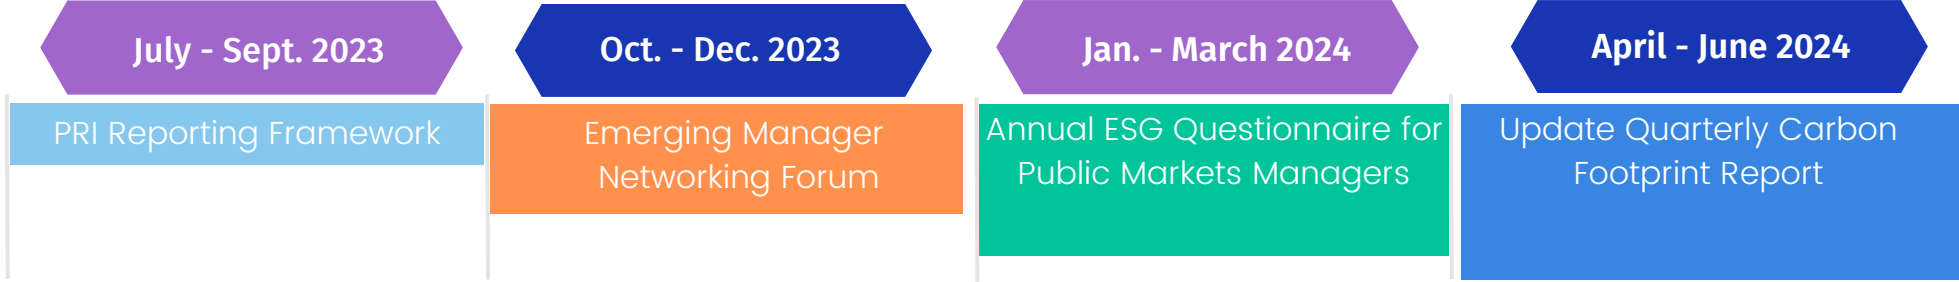 July - Sept. 2023
Oct. - Dec. 2023
Jan. - March 2024
April - June 2024
PRI Reporting Framework
Emerging Manager
Networking Forum
Annual ESG Questionnaire for
Public Markets Managers
Update Quarterly Carbon
Footprint Report